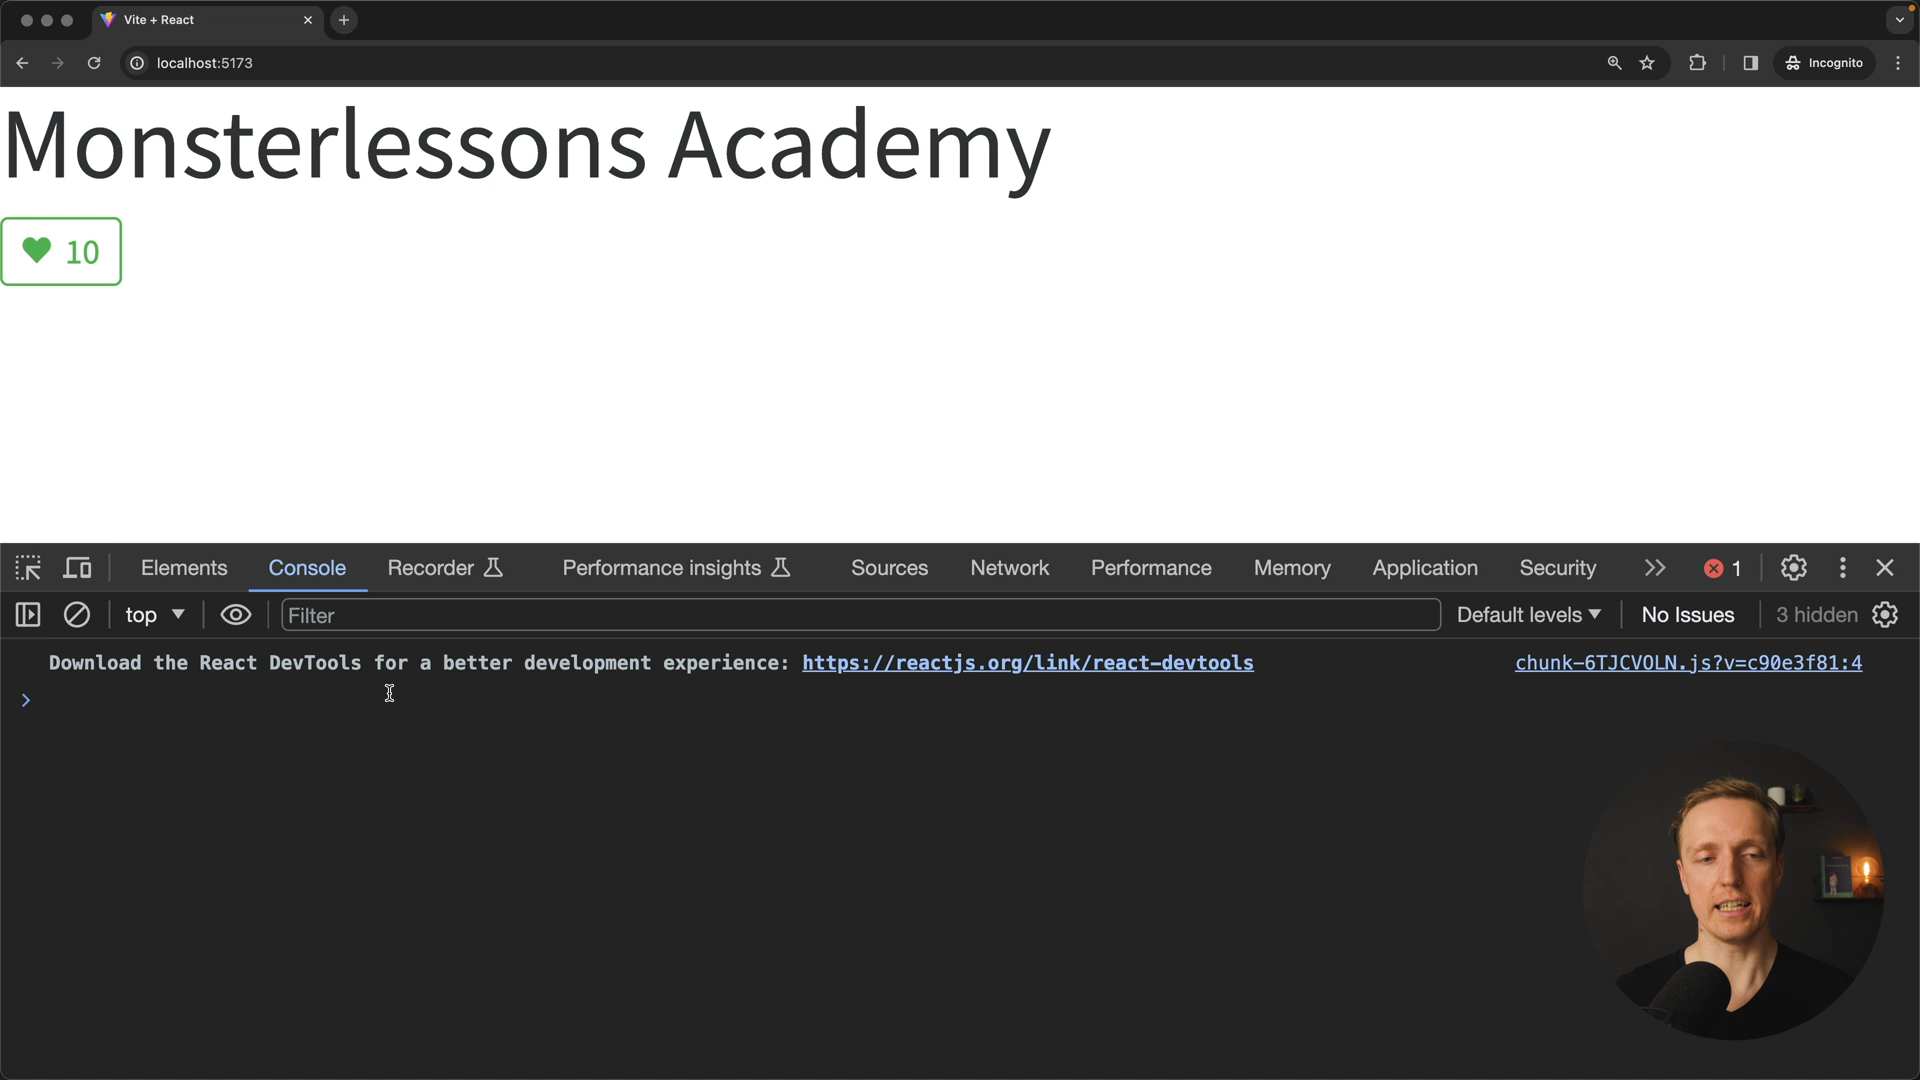 Vite + React
localhost:5173
Incognito
Monsterlessons Academy
10
Elements Console Recorder Performance insights Sources Network Performance Memory Application Security 1
top Filter Default levels No Issues 3 hidden
Download the React DevTools for a better development experience: https://reactjs.org/link/react-devtools chunk-6TJCVOLN.js?v=c90e3f81:4
>